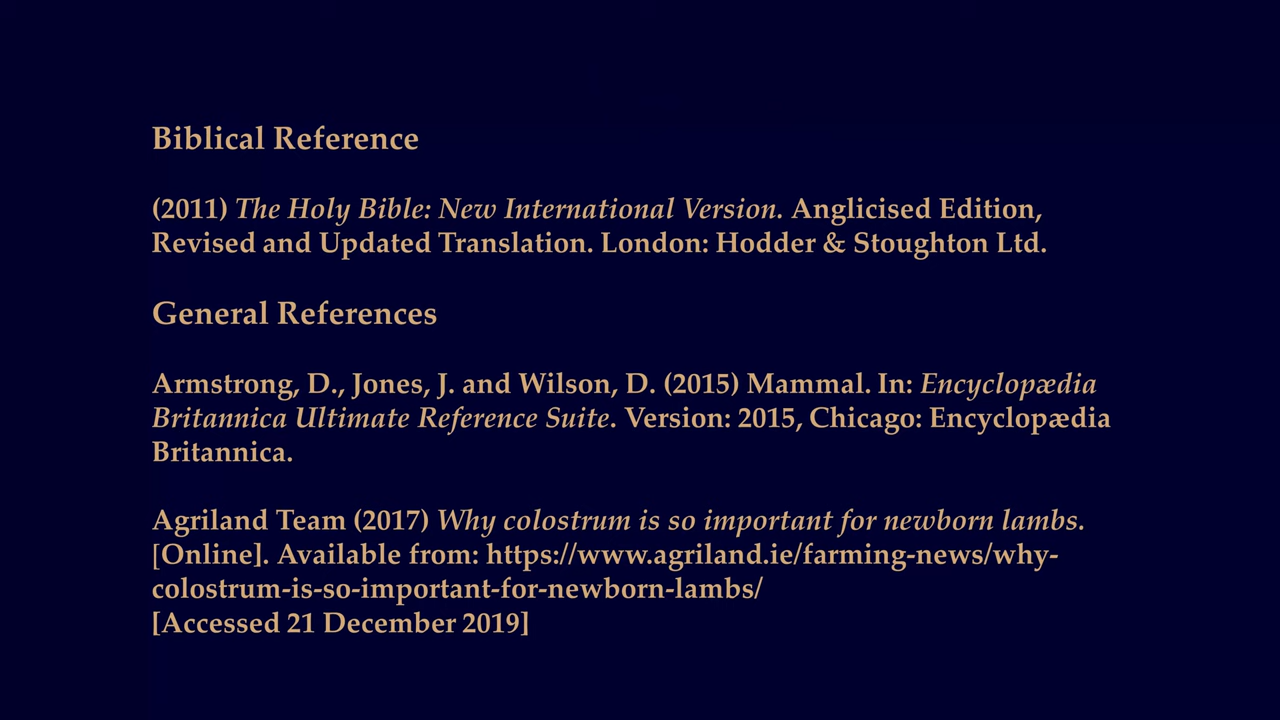 Biblical Reference
(2011) The Holy Bible: New International Version. Anglicised Edition,
Revised and Updated Translation. London: Hodder & Stoughton Ltd.
General References
Armstrong, D., Jones, J. and Wilson, D. (2015) Mammal. In: Encyclopædia
Britannica Ultimate Reference Suite. Version: 2015, Chicago: Encyclopædia
Britannica.
Agriland Team (2017) Why colostrum is so important for newborn lambs.
[Online]. Available from: https://www.agriland.ie/farming-news/why-
colostrum-is-so-important-for-newborn-lambs/
[Accessed 21 December 2019]